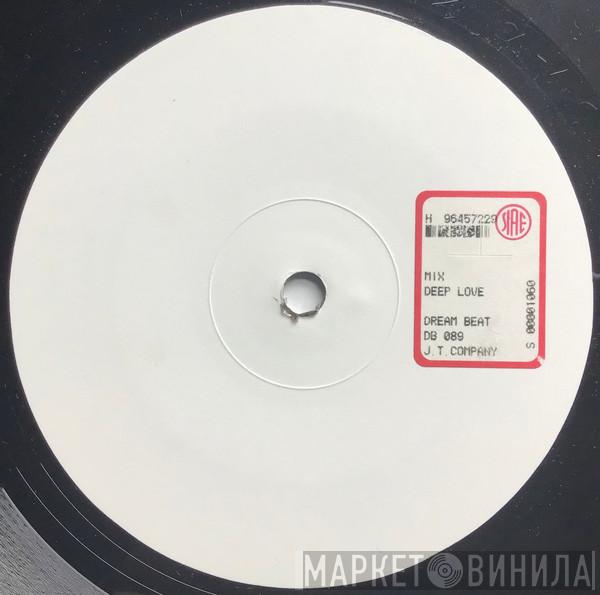 H 96457229
SIAE
MIX
DEEP LOVE
DREAM BEAT
DB 089
J.T.COMPANY
S 00001060
МАРКЕТ ВИНИЛА